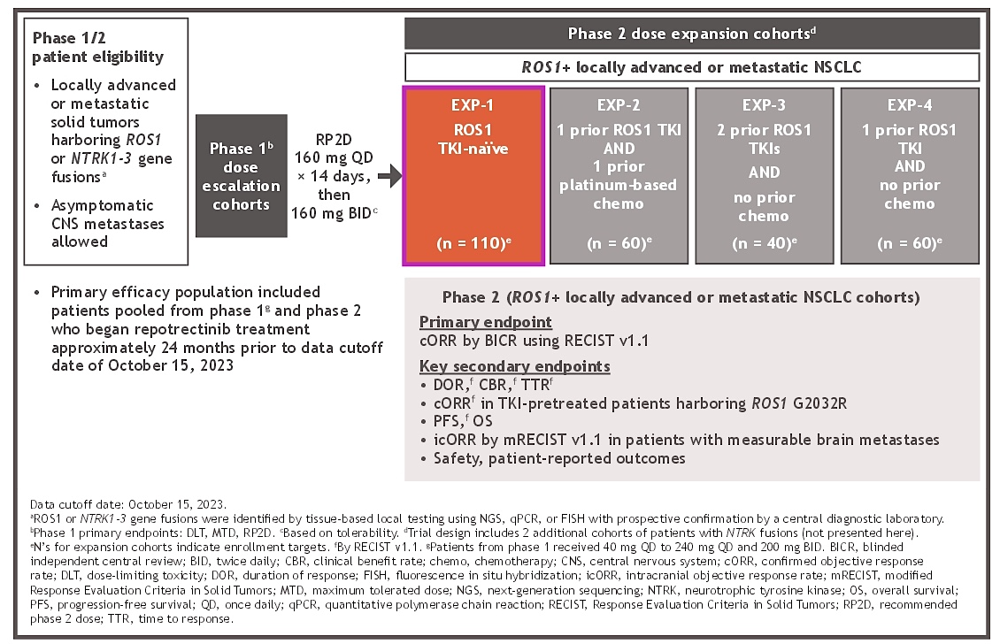 Phase 1/2
patient eligibility
• Locally advanced
or metastatic
solid tumors
harboring ROS1
or NTRK1-3 gene
fusionsᵃ
• Asymptomatic
CNS metastases
allowed
Phase 1ᵇ
dose
escalation
cohorts
RP2D
160 mg QD
× 14 days,
then
160 mg BIDᶜ
Phase 2 dose expansion cohortsᵈ
ROS1+ locally advanced or metastatic NSCLC
EXP-1
ROS1
TKI-naïve
(n = 110)ᵉ
EXP-2
1 prior ROS1 TKI
AND
1 prior
platinum-based
chemo
(n = 60)ᵉ
EXP-3
2 prior ROS1
TKIs
AND
no prior
chemo
(n = 40)ᵉ
EXP-4
1 prior ROS1
TKI
AND
no prior
chemo
(n = 60)ᵉ
• Primary efficacy population included
patients pooled from phase 1ᵍ and phase 2
who began repotrectinib treatment
approximately 24 months prior to data cutoff
date of October 15, 2023
Phase 2 (ROS1+ locally advanced or metastatic NSCLC cohorts)
Primary endpoint
cORR by BICR using RECIST v1.1
Key secondary endpoints
• DOR,ᶠ CBR,ᶠ TTRᶠ
• cORRᶠ in TKI-pretreated patients harboring ROS1 G2032R
• PFS,ᶠ OS
• icORR by mRECIST v1.1 in patients with measurable brain metastases
• Safety, patient-reported outcomes
Data cutoff date: October 15, 2023.
ᵃROS1 or NTRK1-3 gene fusions were identified by tissue-based local testing using NGS, qPCR, or FISH with prospective confirmation by a central diagnostic laboratory.
ᵇPhase 1 primary endpoints: DLT, MTD, RP2D. ᶜBased on tolerability. ᵈTrial design includes 2 additional cohorts of patients with NTRK fusions (not presented here).
ᵉN's for expansion cohorts indicate enrollment targets. ᶠBy RECIST v1.1. ᵍPatients from phase 1 received 40 mg QD to 240 mg QD and 200 mg BID. BICR, blinded
independent central review; BID, twice daily; CBR, clinical benefit rate; chemo, chemotherapy; CNS, central nervous system; cORR, confirmed objective response
rate; DLT, dose-limiting toxicity; DOR, duration of response; FISH, fluorescence in situ hybridization; icORR, intracranial objective response rate; mRECIST, modified
Response Evaluation Criteria in Solid Tumors; MTD, maximum tolerated dose; NGS, next-generation sequencing; NTRK, neurotrophic tyrosine kinase; OS, overall survival;
PFS, progression-free survival; QD, once daily; qPCR, quantitative polymerase chain reaction; RECIST, Response Evaluation Criteria in Solid Tumors; RP2D, recommended
phase 2 dose; TTR, time to response.